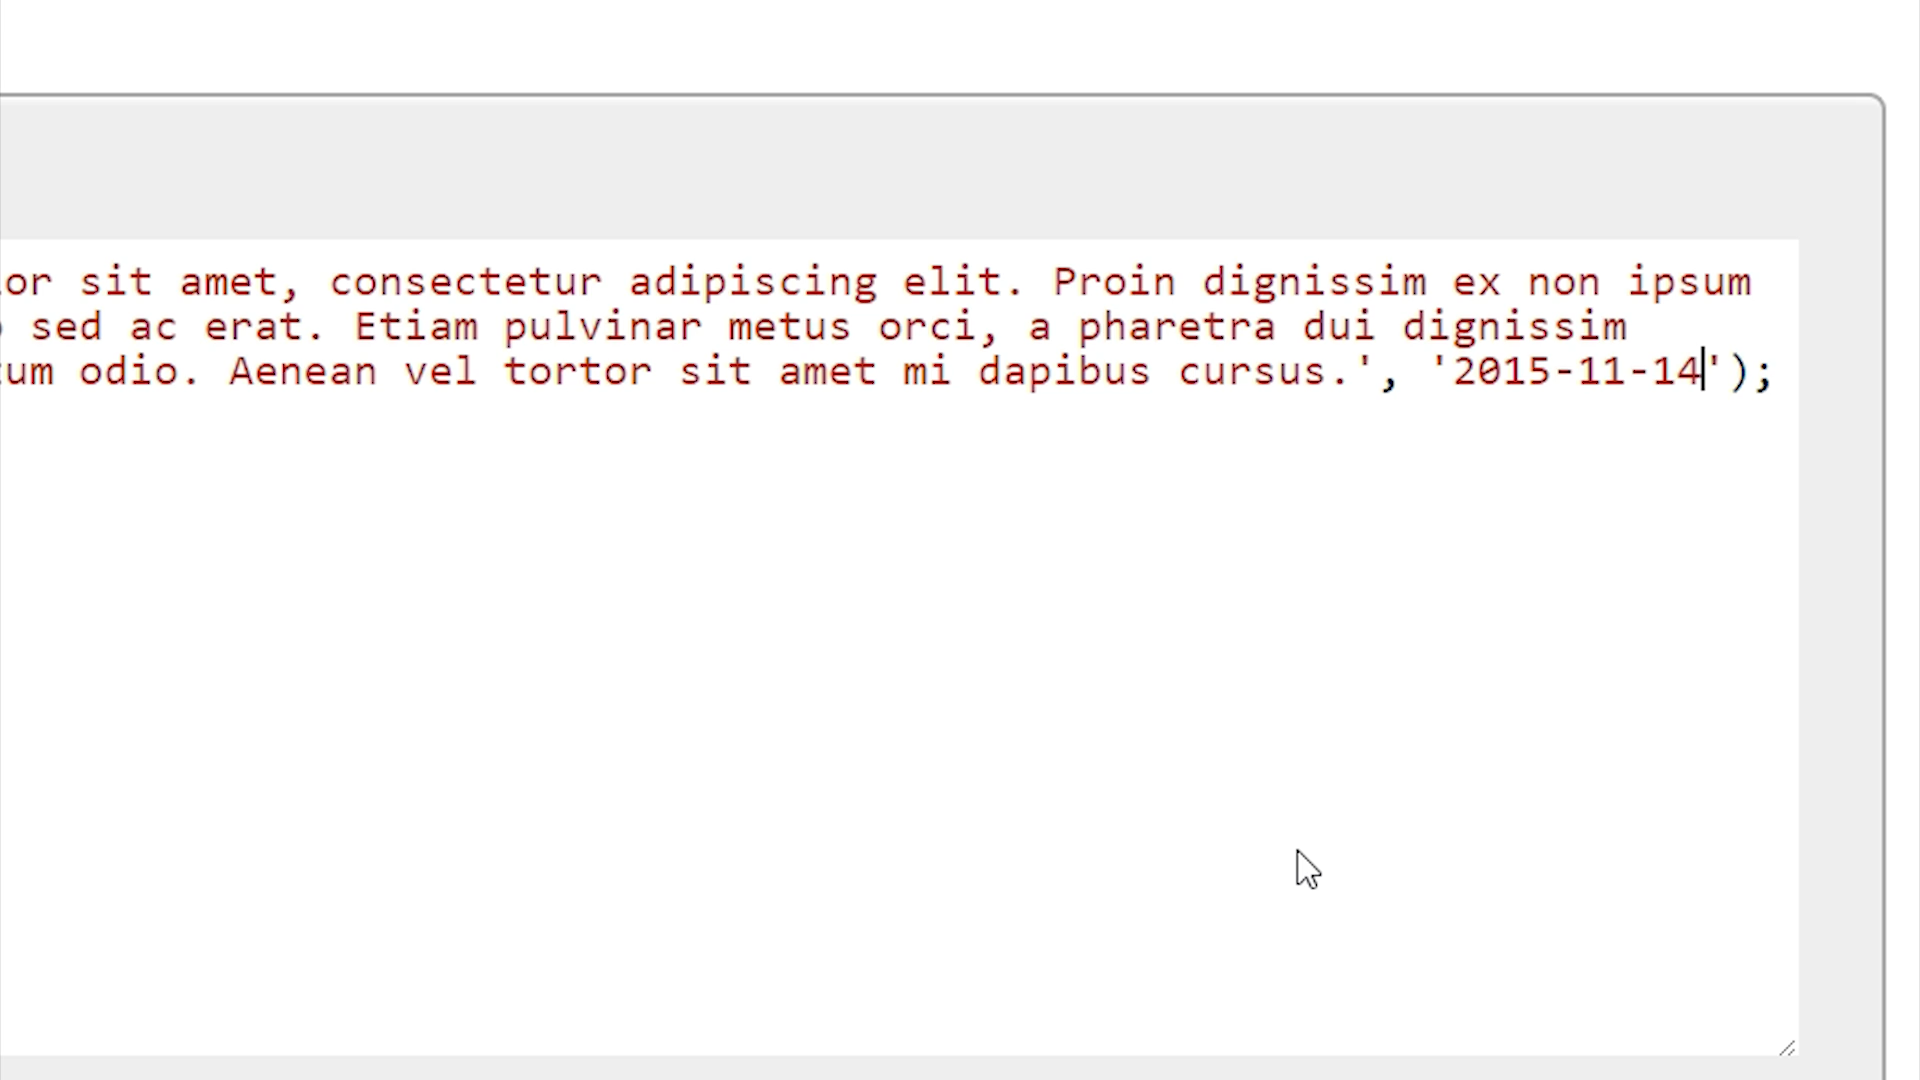 or sit amet, consectetur adipiscing elit. Proin dignissim ex non ipsum
sed ac erat. Etiam pulvinar metus orci, a pharetra dui dignissim
um odio. Aenean vel tortor sit amet mi dapibus cursus.', '2015-11-14');